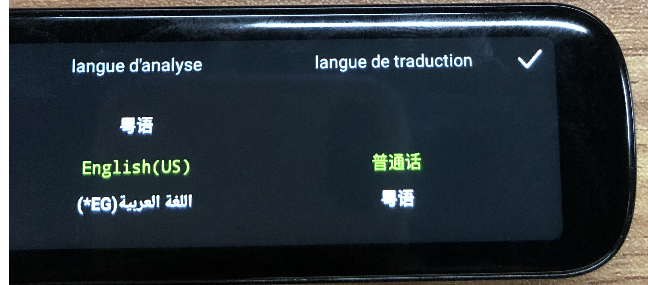 langue d'analyse
langue de traduction
粤语
English(US)
普通话
اللغة العربية(EG*)
粤语